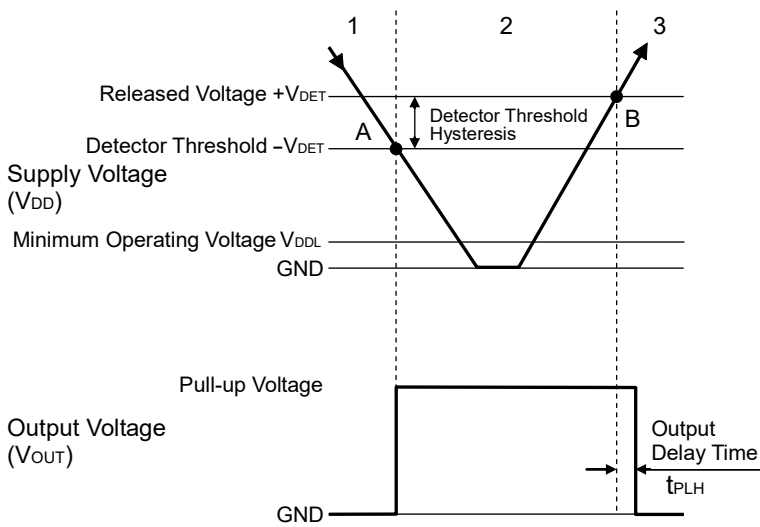 1
2
3
Released Voltage +VDET
Detector Threshold
Hysteresis
A
B
Detector Threshold –VDET
Supply Voltage
(VDD)
Minimum Operating Voltage VDDL
GND
Pull-up Voltage
Output Voltage
(VOUT)
Output
Delay Time
tPLH
GND